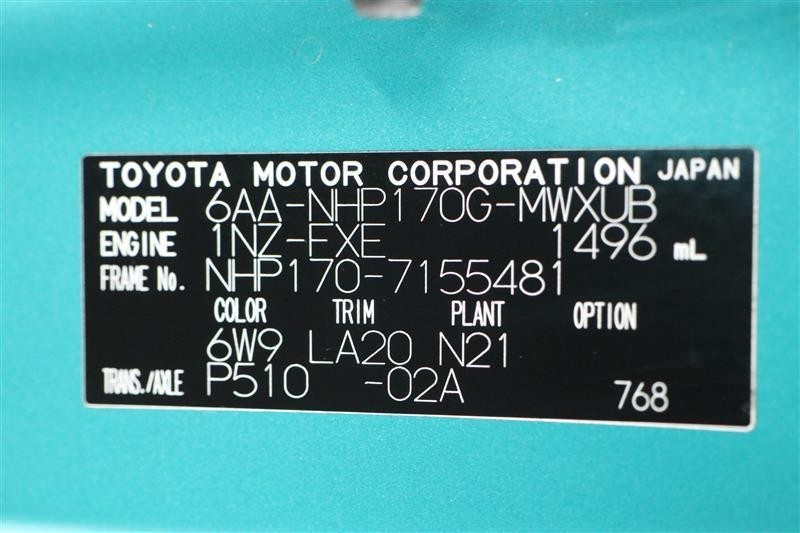 TOYOTA MOTOR CORPORATION JAPAN
MODEL 6AA-NHP170G-MWXUB
ENGINE 1NZ-FXE 1496 mL
FRAME No. NHP170-7155481
COLOR TRIM PLANT OPTION
6W9 LA20 N21
TRANS./AXLE P510 -02A 768